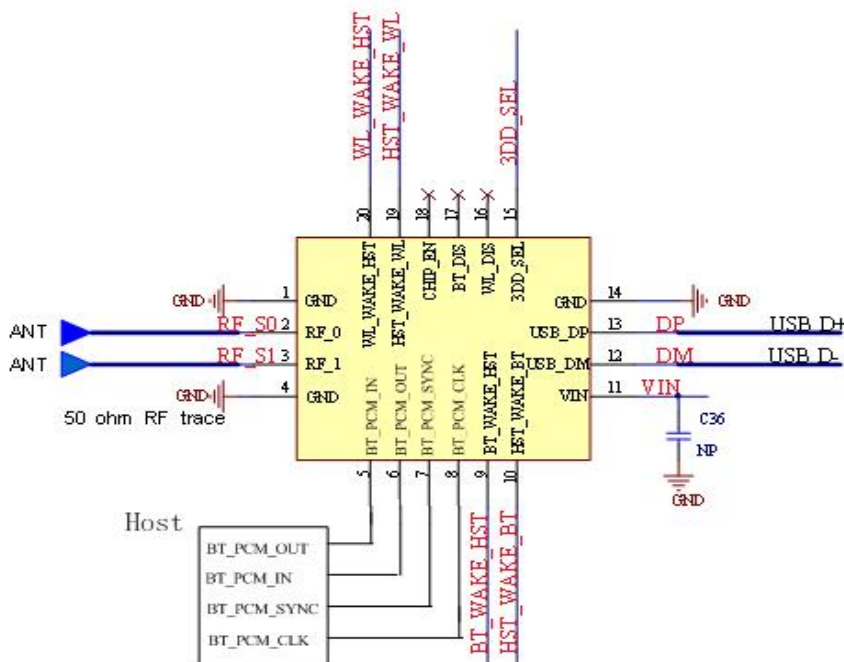 WL_WAKE_HST
HST_WAKE_WL
3DD_SEL
20
19
18
17
16
15
WL_WAKE_HST
HST_WAKE_WL
CHIP_EN
BT_DIS
WL_DIS
3DD_SEL
GND 1 GND
ANT RF_S0 2 RF_0
ANT RF_S1 3 RF_1
GND 4 GND
50 ohm RF trace
GND 14 GND
USB_DP 13 DP USB D+
USB_DM 12 DM USB D-
VIN 11 VIN
C36
NP
GND
BT_PCM_IN
BT_PCM_OUT
BT_PCM_SYNC
BT_PCM_CLK
BT_WAKE_HST
HST_WAKE_BT
5
6
7
8
9
10
BT_WAKE_HST
HST_WAKE_BT
Host
BT_PCM_OUT
BT_PCM_IN
BT_PCM_SYNC
BT_PCM_CLK